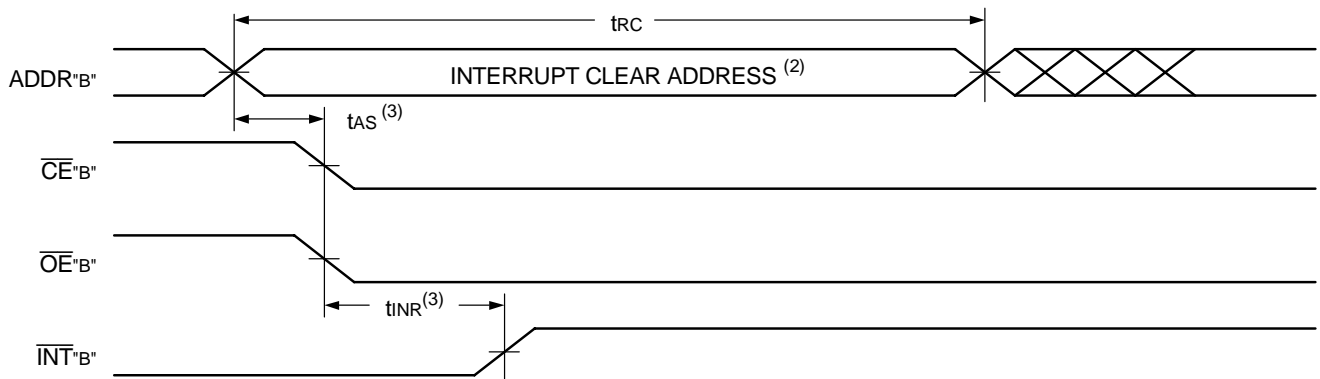 tRC
ADDR"B"
INTERRUPT CLEAR ADDRESS (2)
tAS (3)
CE"B"
OE"B"
tINR(3)
INT"B"